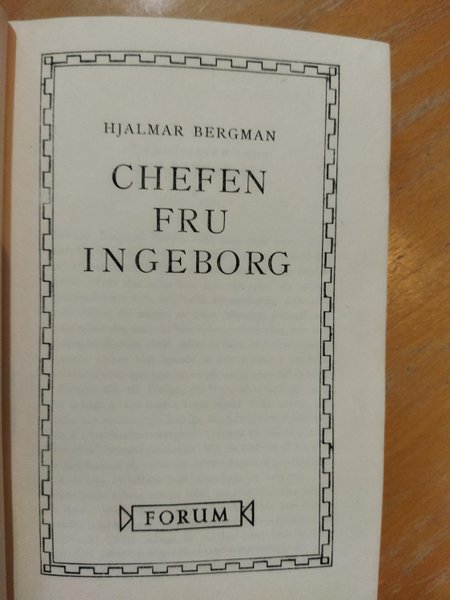 HJALMAR BERGMAN
CHEFEN
FRU
INGEBORG
FORUM